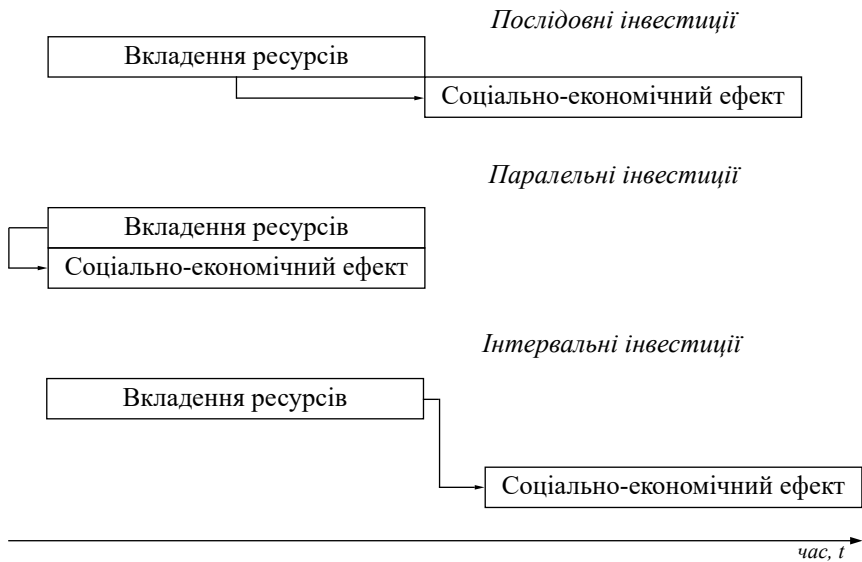 Послідовні інвестиції
Вкладення ресурсів
Соціально-економічний ефект
Паралельні інвестиції
Вкладення ресурсів
Соціально-економічний ефект
Інтервальні інвестиції
Вкладення ресурсів
Соціально-економічний ефект
час, t